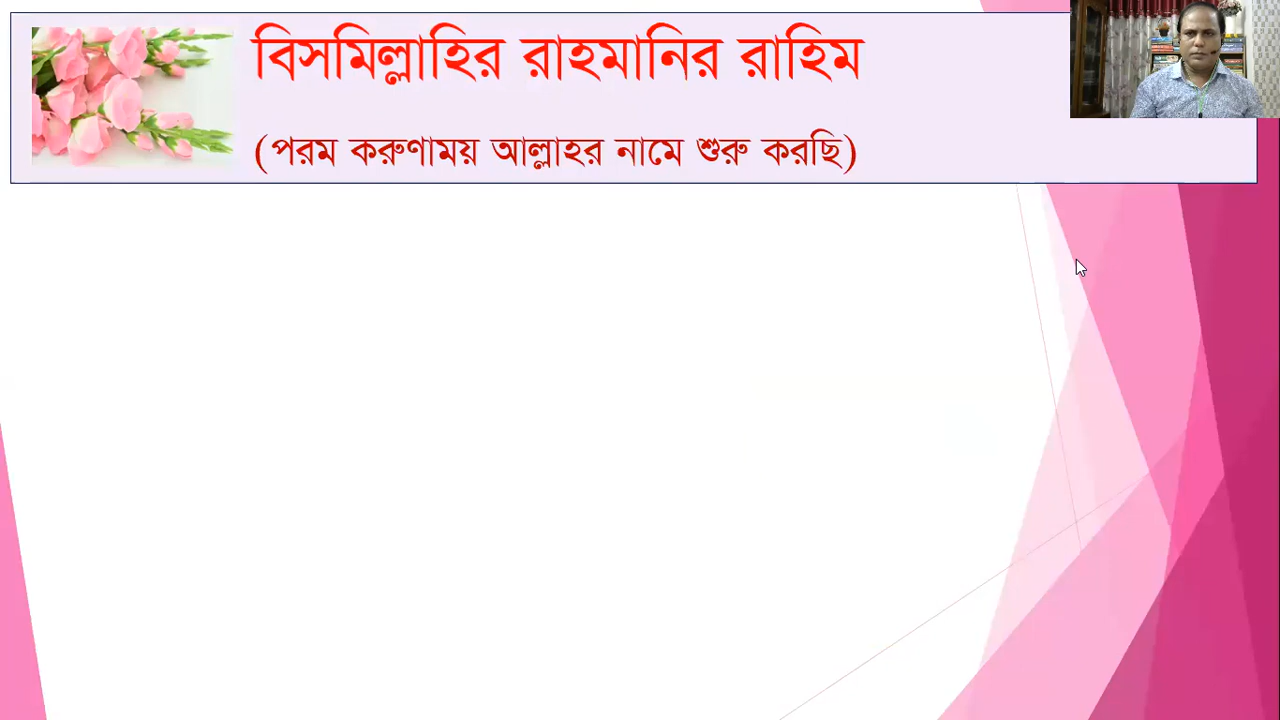 বিসমিল্লাহির রাহমানির রাহিম
(পরম করুণাময় আল্লাহর নামে শুরু করছি)